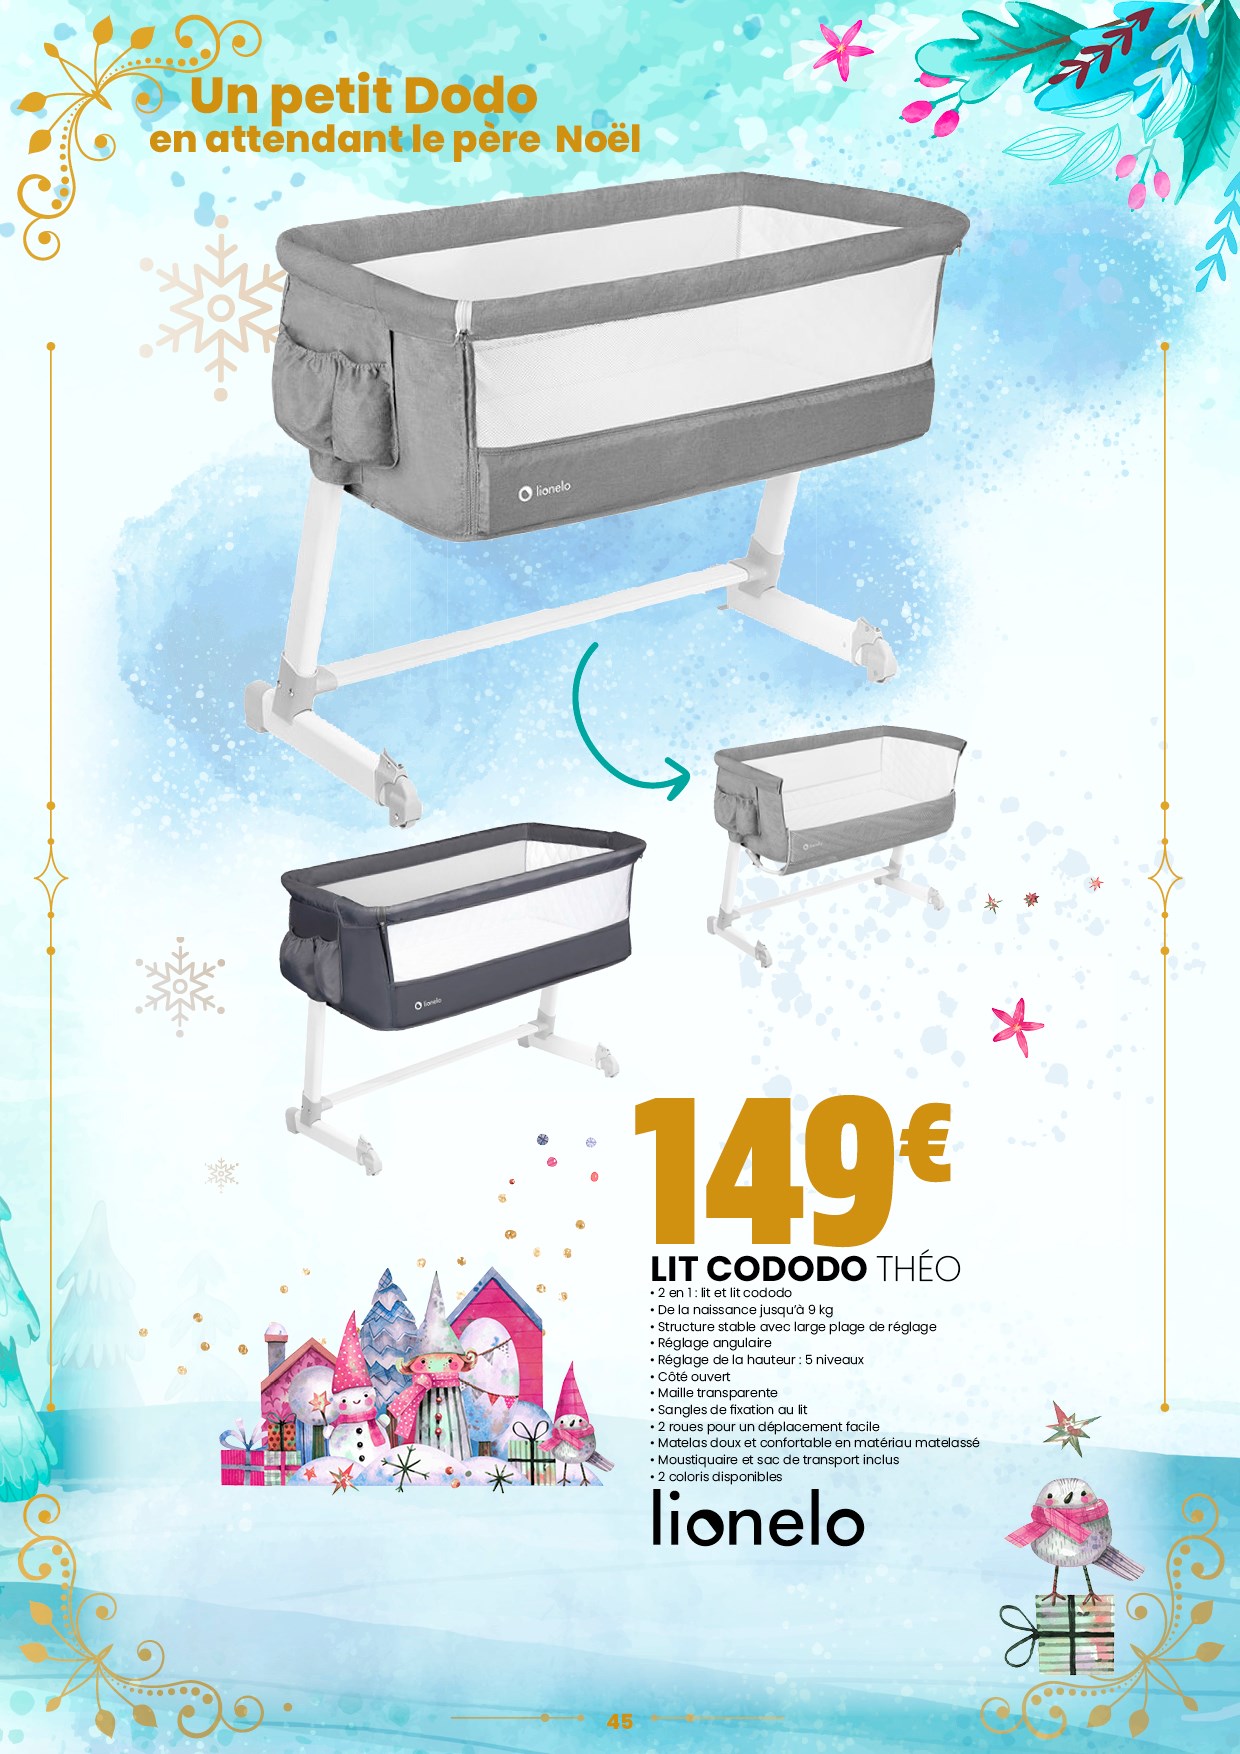 Un petit Dodo
en attendant le père Noël
lionelo
lionelo
lionelo
149€
LIT COCODO THÉO
• 2 en 1 : lit et lit cododo
• De la naissance jusqu'à 9 kg
• Structure stable avec large plage de réglage
• Réglage angulaire
• Réglage de la hauteur : 5 niveaux
• Côté ouvert
• Maille transparente
• Sangles de fixation au lit
• 2 roues pour un déplacement facile
• Matelas doux et confortable en matériau matelassé
• Moustiquaire et sac de transport inclus
• 2 coloris disponibles
lionelo
45